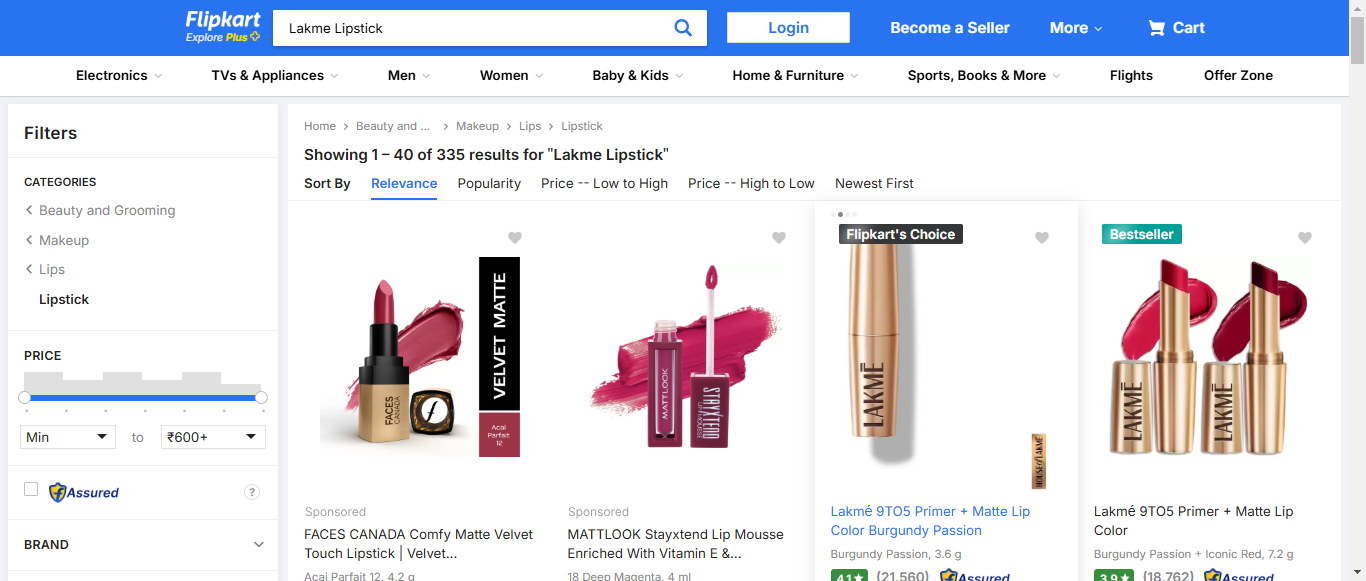 Flipkart
Explore Plus
Lakme Lipstick
Login
Become a Seller
More
Cart
Electronics
TVs & Appliances
Men
Women
Baby & Kids
Home & Furniture
Sports, Books & More
Flights
Offer Zone
Filters
CATEGORIES
Beauty and Grooming
Makeup
Lips
Lipstick
PRICE
Min
to
₹600+
Assured
?
BRAND
Home
Beauty and ...
Makeup
Lips
Lipstick
Showing 1 – 40 of 335 results for "Lakme Lipstick"
Sort By
Relevance
Popularity
Price -- Low to High
Price -- High to Low
Newest First
FACES
CANADA
VELVET MATTE
Acai
Parfait
12
Sponsored
FACES CANADA Comfy Matte Velvet
Touch Lipstick | Velvet...
Acai Parfait 12, 4.2 g
MATTLOOK
STAYXTEND
LIP MOUSSE
Sponsored
MATTLOOK Stayxtend Lip Mousse
Enriched With Vitamin E &...
18 Deep Magenta, 4 ml
Flipkart's Choice
LAKMĒ
HOUSE OF LAKMÉ
Lakmé 9TO5 Primer + Matte Lip
Color Burgundy Passion
Burgundy Passion, 3.6 g
4.1★ (21,560) Assured
Bestseller
LAKMĒ
LAKMĒ
Lakmé 9TO5 Primer + Matte Lip
Color
Burgundy Passion + Iconic Red, 7.2 g
3.9★ (18,762) Assured